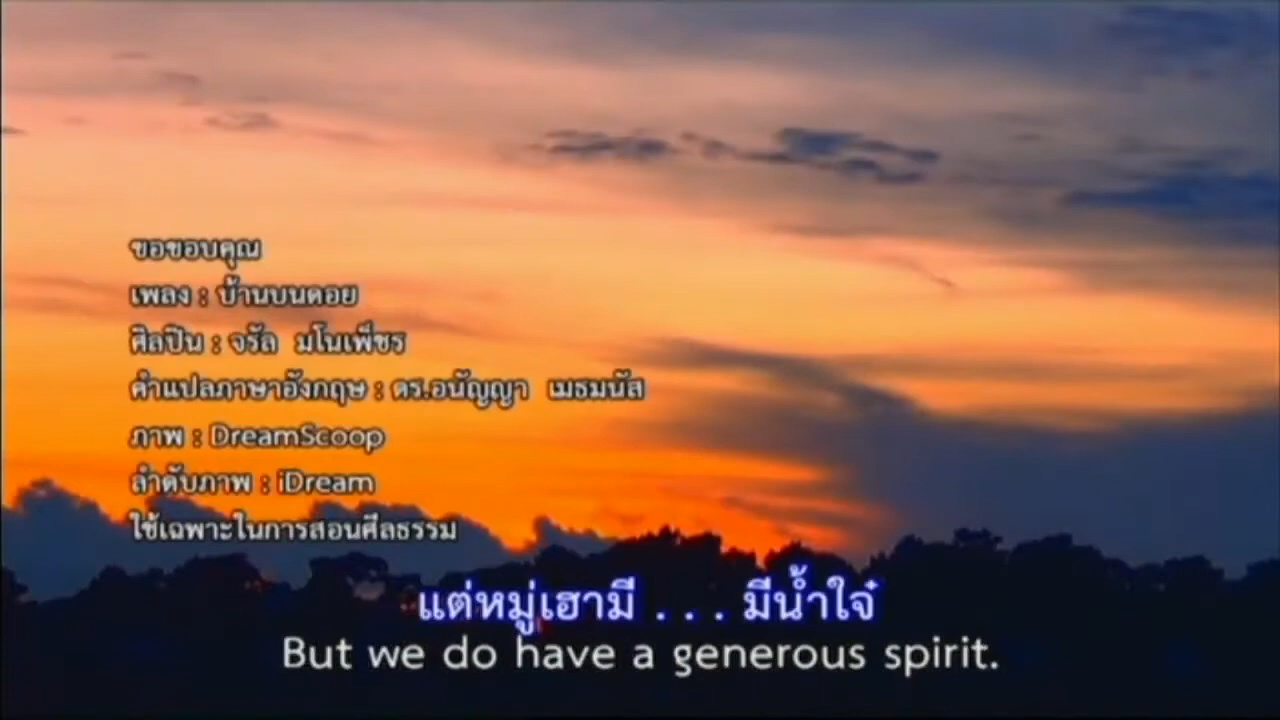 ขอขอบคุณ
เพลง : บ้านบนดอย
ศิลปิน : จรัล มโนเพ็ชร
คำแปลภาษาอังกฤษ : ดร.อนัญญา เมธมนัส
ภาพ : DreamScoop
ลำดับภาพ : iDream
ใช้เฉพาะในการสอนศีลธรรม
แต่หมู่เฮามี . . . มีน้ำใจ๋
But we do have a generous spirit.